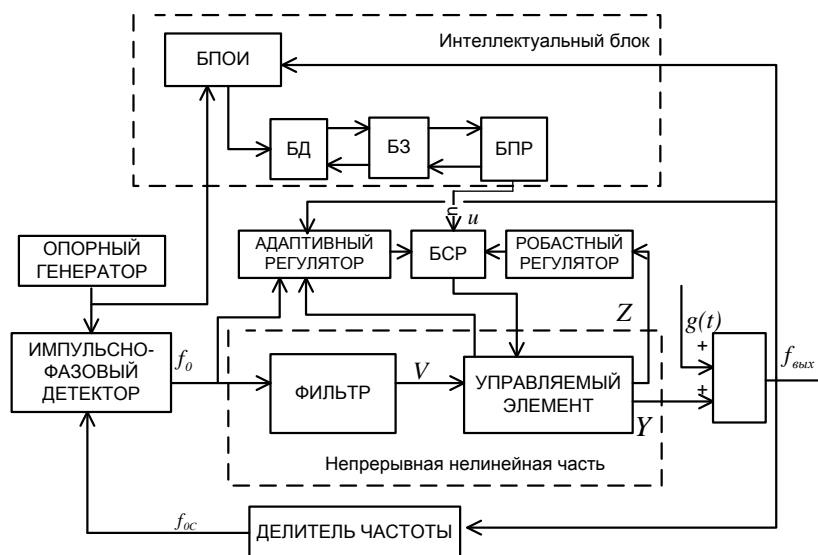 Интеллектуальный блок
БПОИ
БД
БЗ
БПР
u
ОПОРНЫЙ
ГЕНЕРАТОР
АДАПТИВНЫЙ
РЕГУЛЯТОР
БСР
РОБАСТНЫЙ
РЕГУЛЯТОР
ИМПУЛЬСНО-
ФАЗОВЫЙ
ДЕТЕКТОР
f₀
ФИЛЬТР
V
УПРАВЛЯЕМЫЙ
ЭЛЕМЕНТ
Z
g(t)
+
+
Y
fвых
Непрерывная нелинейная часть
f0C
ДЕЛИТЕЛЬ ЧАСТОТЫ